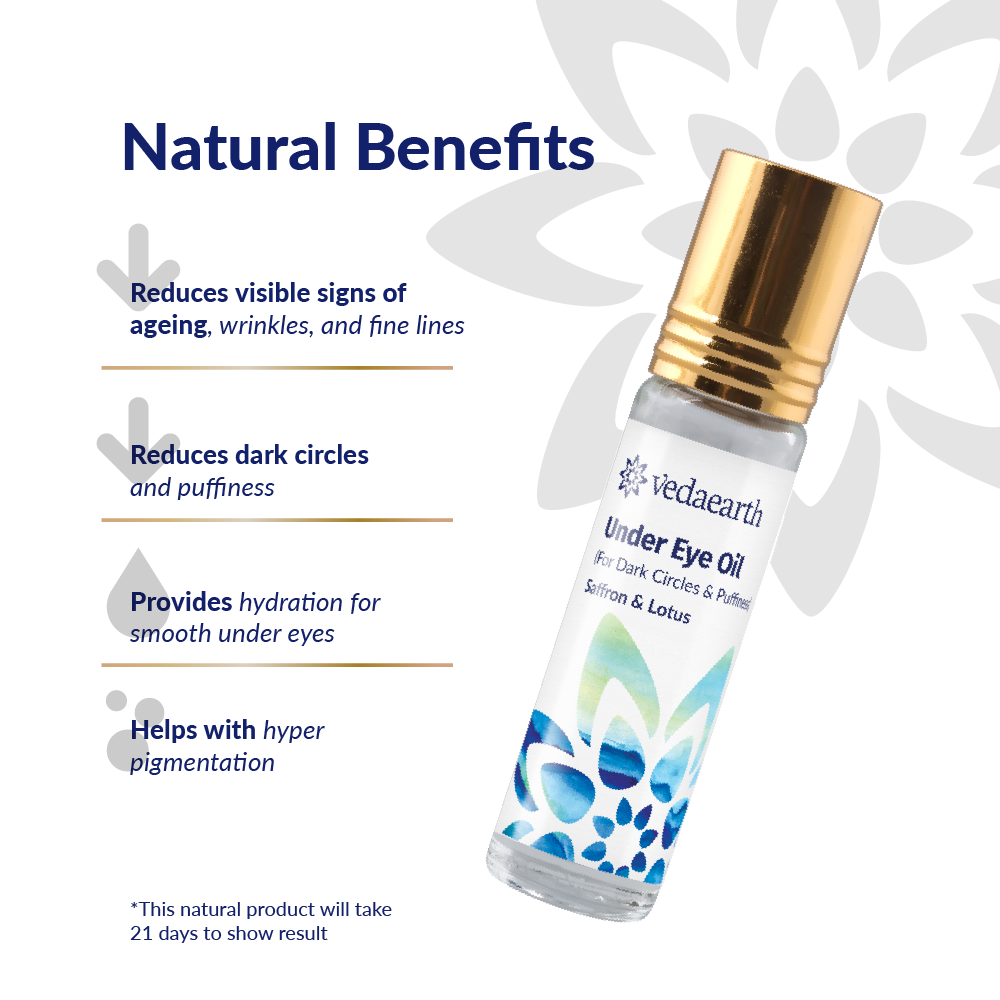 Natural Benefits
Reduces visible signs of
ageing, wrinkles, and fine lines
Reduces dark circles
and puffiness
Provides hydration for
smooth under eyes
Helps with hyper
pigmentation
*This natural product will take
21 days to show result
vedaearth
Under Eye Oil
(For Dark Circles & Puffiness)
Saffron & Lotus